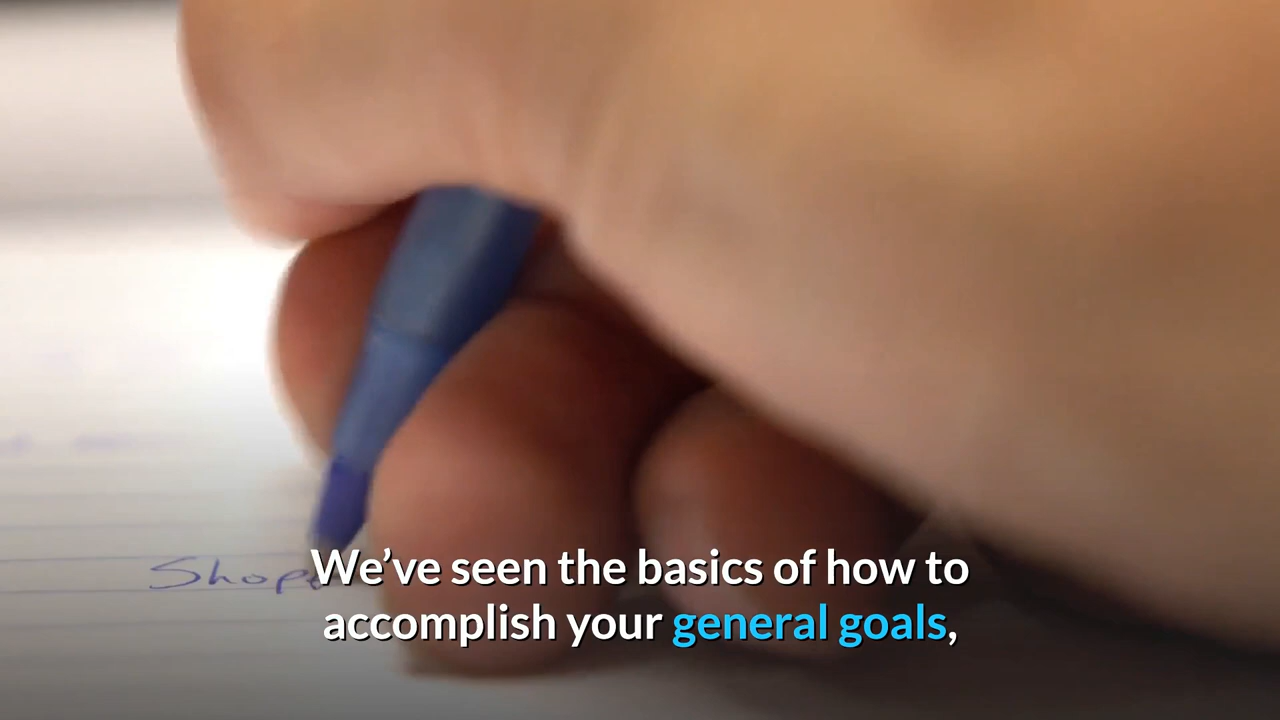 We’ve seen the basics of how to
accomplish your general goals,